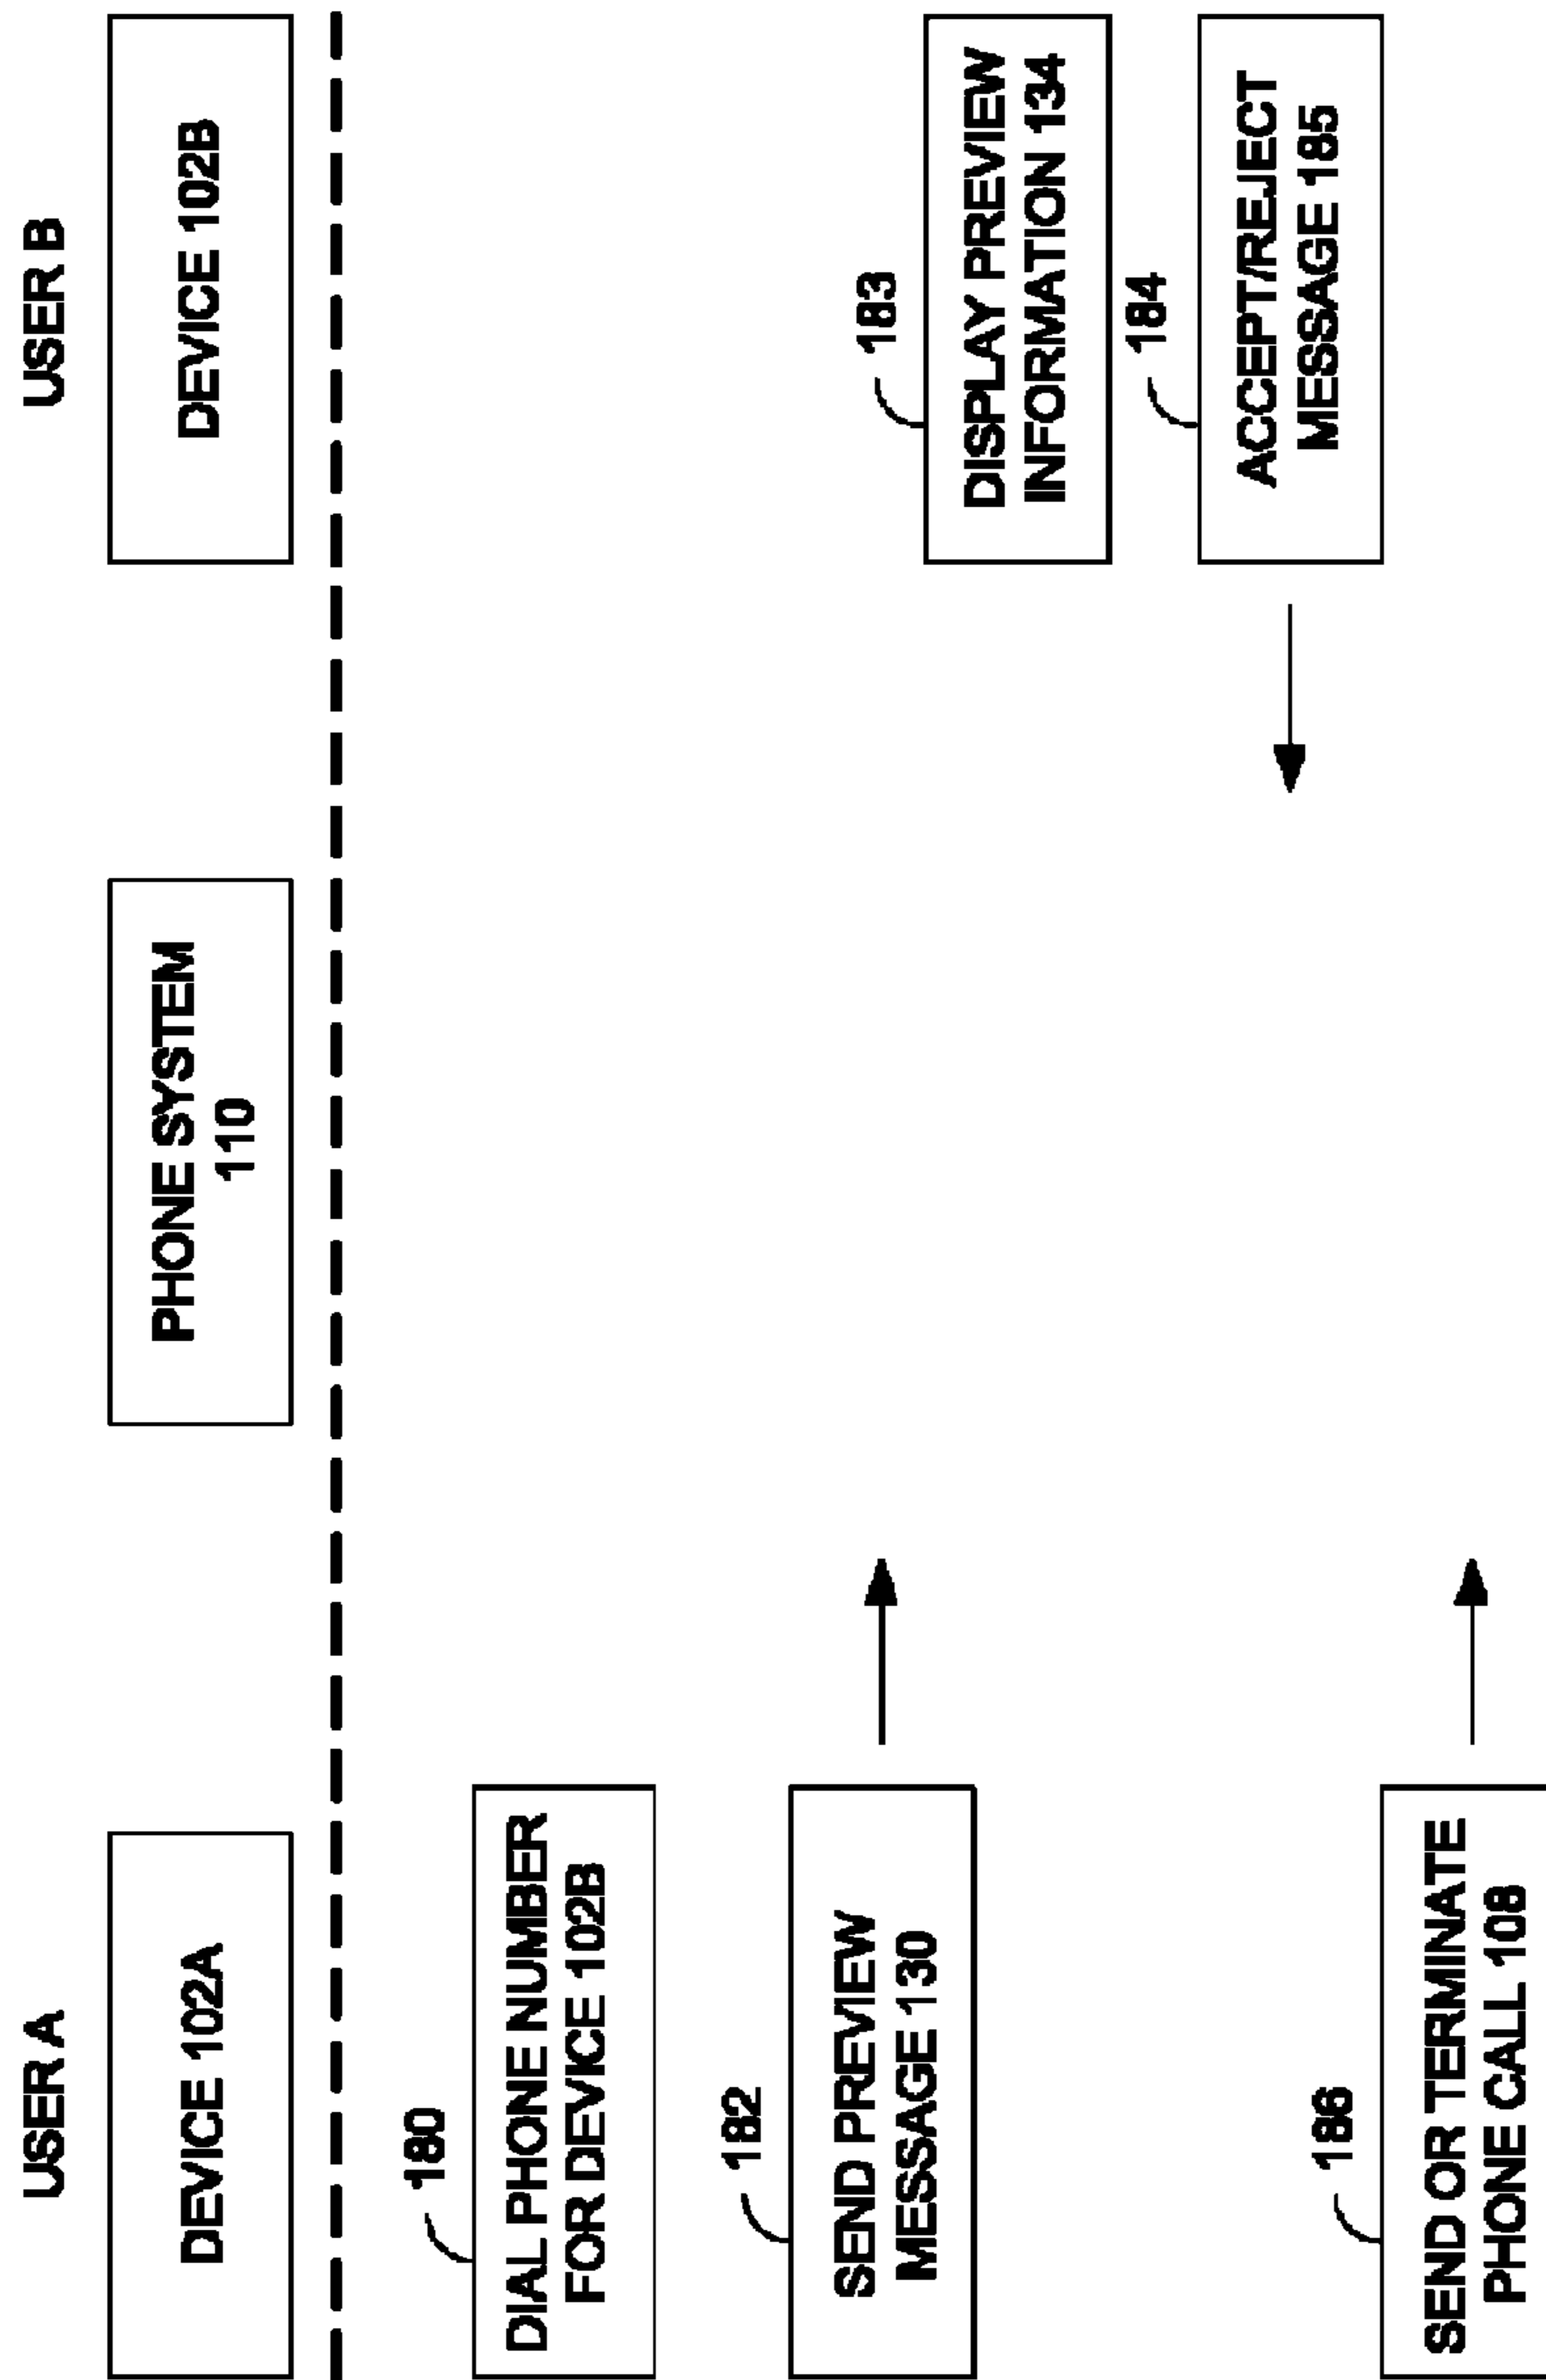 USER A
USER B
DEVICE 102A
PHONE SYSTEM
110
DEVICE 102B
180
DIAL PHONE NUMBER
FOR DEVICE 102B
182
SEND PREVIEW
MESSAGE 130
183
DISPLAY PREVIEW
INFORMATION 134
184
ACCEPT/REJECT
MESSAGE 185
186
SEND OR TERMINATE
PHONE CALL 108